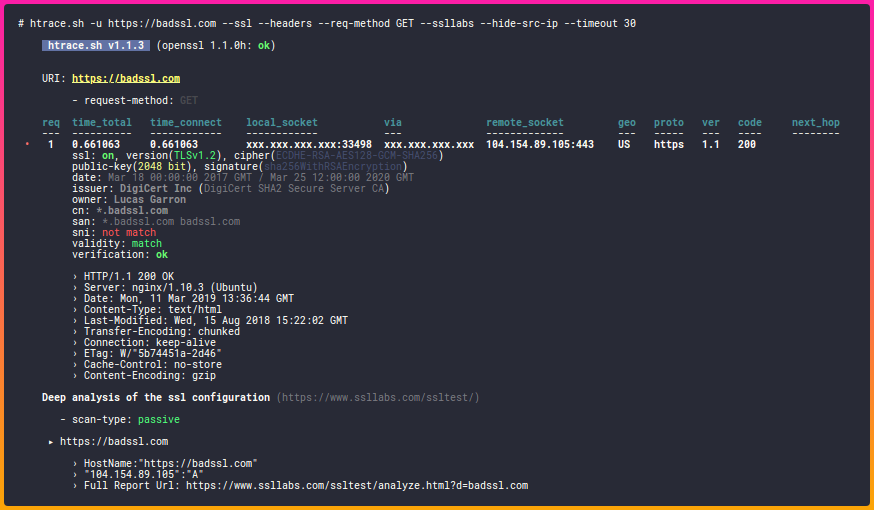 # htrace.sh -u https://badssl.com --ssl --headers --req-method GET --ssllabs --hide-src-ip --timeout 30
htrace.sh v1.1.3 (openssl 1.1.0h: ok)
URI: https://badssl.com
- request-method: GET
req time_total time_connect local_socket via remote_socket geo proto ver code next_hop
--- ---------- ------------ ------------ --- ------------- --- ----- --- ---- --------
• 1 0.661063 0.661063 xxx.xxx.xxx.xxx:33498 xxx.xxx.xxx.xxx 104.154.89.105:443 US https 1.1 200
ssl: on, version(TLSv1.2), cipher(ECDHE-RSA-AES128-GCM-SHA256)
public-key(2048 bit), signature(sha256WithRSAEncryption)
date: Mar 18 00:00:00 2017 GMT / Mar 25 12:00:00 2020 GMT
issuer: DigiCert Inc (DigiCert SHA2 Secure Server CA)
owner: Lucas Garron
cn: *.badssl.com
san: *.badssl.com badssl.com
sni: not match
validity: match
verification: ok
› HTTP/1.1 200 OK
› Server: nginx/1.10.3 (Ubuntu)
› Date: Mon, 11 Mar 2019 13:36:44 GMT
› Content-Type: text/html
› Last-Modified: Wed, 15 Aug 2018 15:22:02 GMT
› Transfer-Encoding: chunked
› Connection: keep-alive
› ETag: W/"5b74451a-2d46"
› Cache-Control: no-store
› Content-Encoding: gzip
Deep analysis of the ssl configuration (https://www.ssllabs.com/ssltest/)
- scan-type: passive
▸ https://badssl.com
› HostName:"https://badssl.com"
› "104.154.89.105":"A"
› Full Report Url: https://www.ssllabs.com/ssltest/analyze.html?d=badssl.com